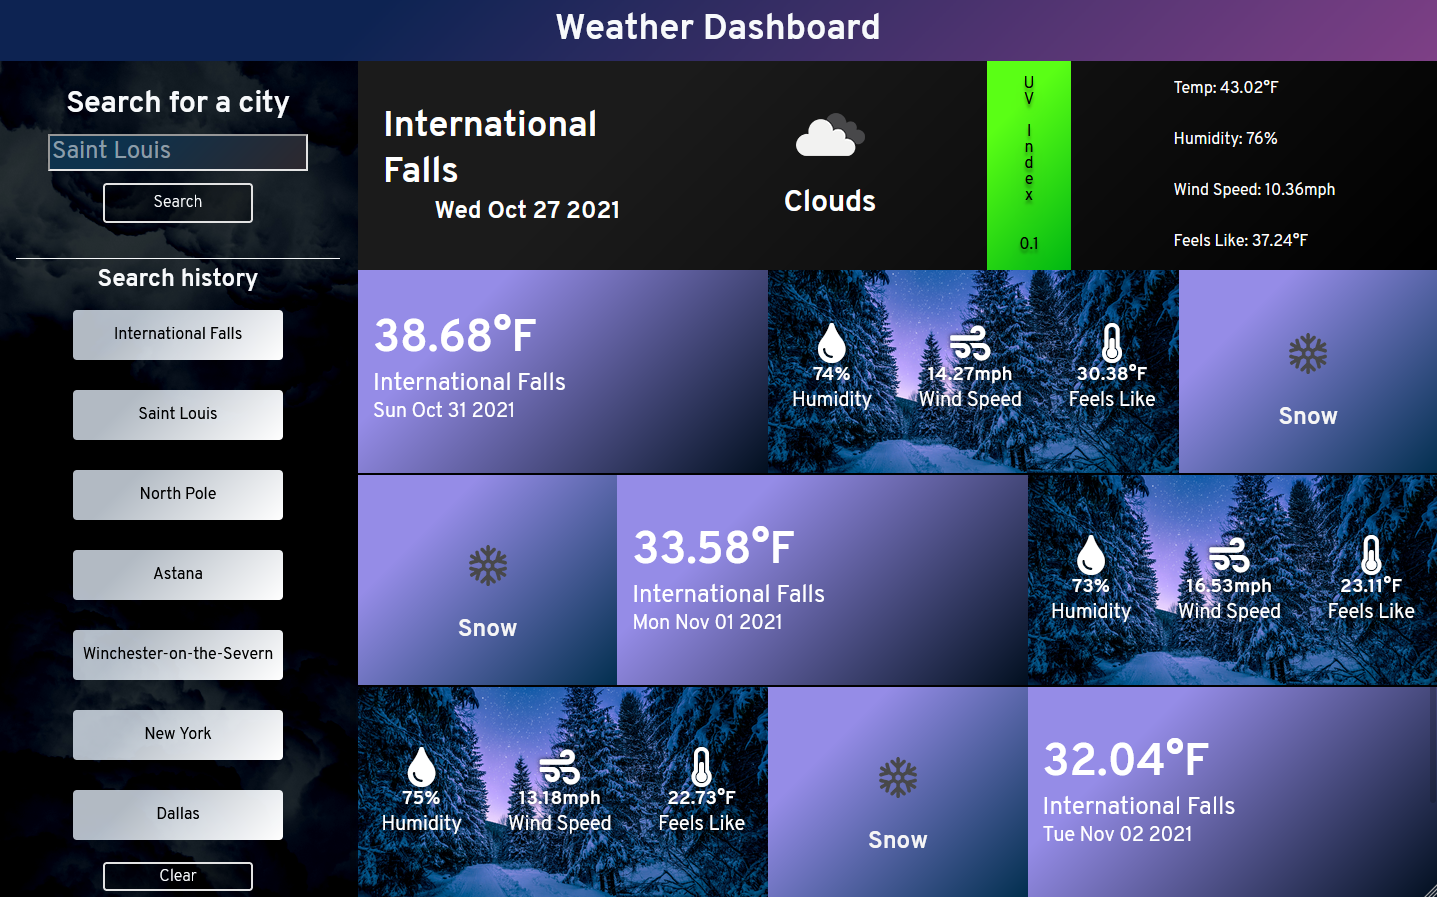 Weather Dashboard
Search for a city
Saint Louis
Search
Search history
International Falls
Saint Louis
North Pole
Astana
Winchester-on-the-Severn
New York
Dallas
Clear
International
Falls
Wed Oct 27 2021
Clouds
UV Index
0.1
Temp: 43.02°F
Humidity: 76%
Wind Speed: 10.36mph
Feels Like: 37.24°F
38.68°F
International Falls
Sun Oct 31 2021
74%
Humidity
14.27mph
Wind Speed
30.38°F
Feels Like
Snow
Snow
33.58°F
International Falls
Mon Nov 01 2021
73%
Humidity
16.53mph
Wind Speed
23.11°F
Feels Like
75%
Humidity
13.18mph
Wind Speed
22.73°F
Feels Like
Snow
32.04°F
International Falls
Tue Nov 02 2021